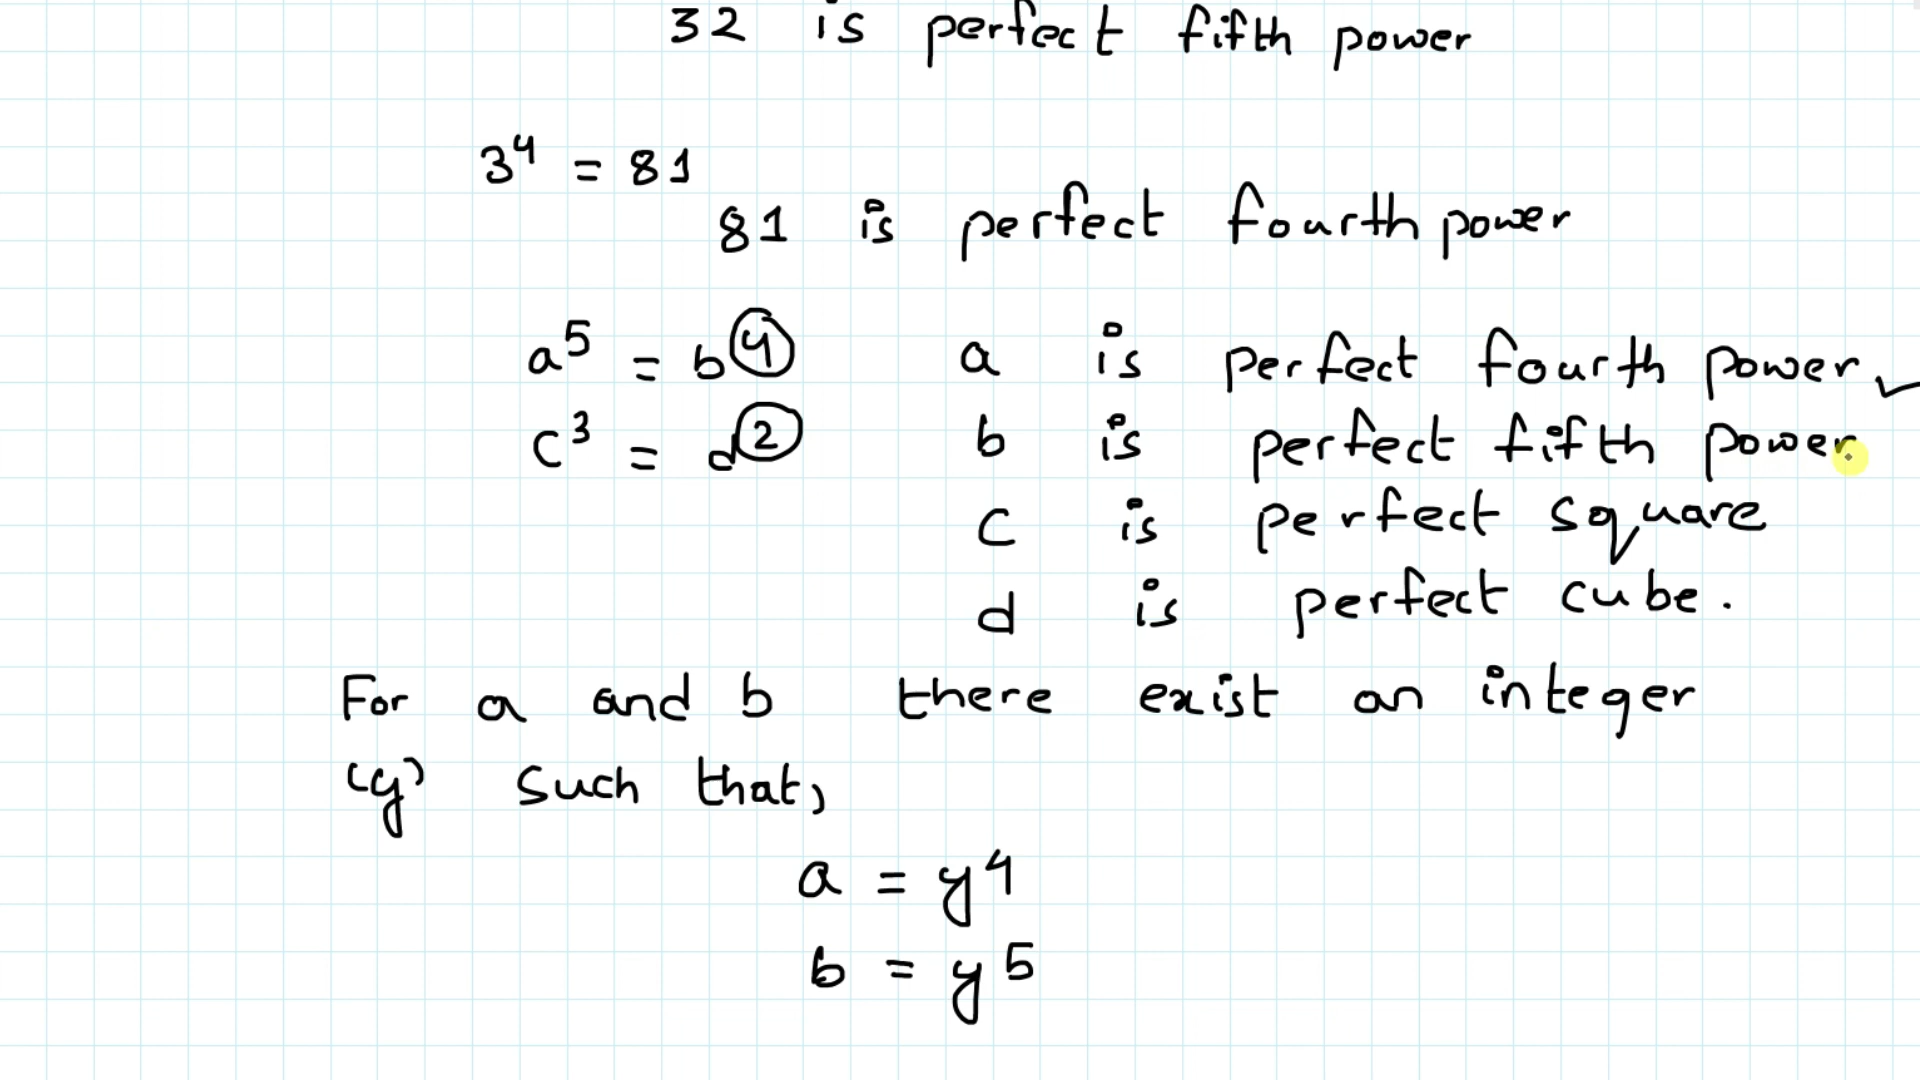 32 is perfect fifth power
3⁴ = 81
81 is perfect fourth power
a⁵ = b⁴ a is perfect fourth power
c³ = d² b is perfect fifth power
c is perfect square
d is perfect cube.
For a and b there exist an integer
'y' such that,
a = y⁴
b = y⁵